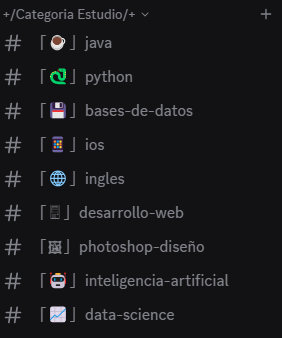 +/Categoria Estudio/+
# 「☕」java
# 「🐍」python
# 「💾」bases-de-datos
# 「📱」ios
# 「🌐」ingles
# 「🖥」desarrollo-web
# 「🖼」photoshop-diseño
# 「🤖」inteligencia-artificial
# 「📈」data-science